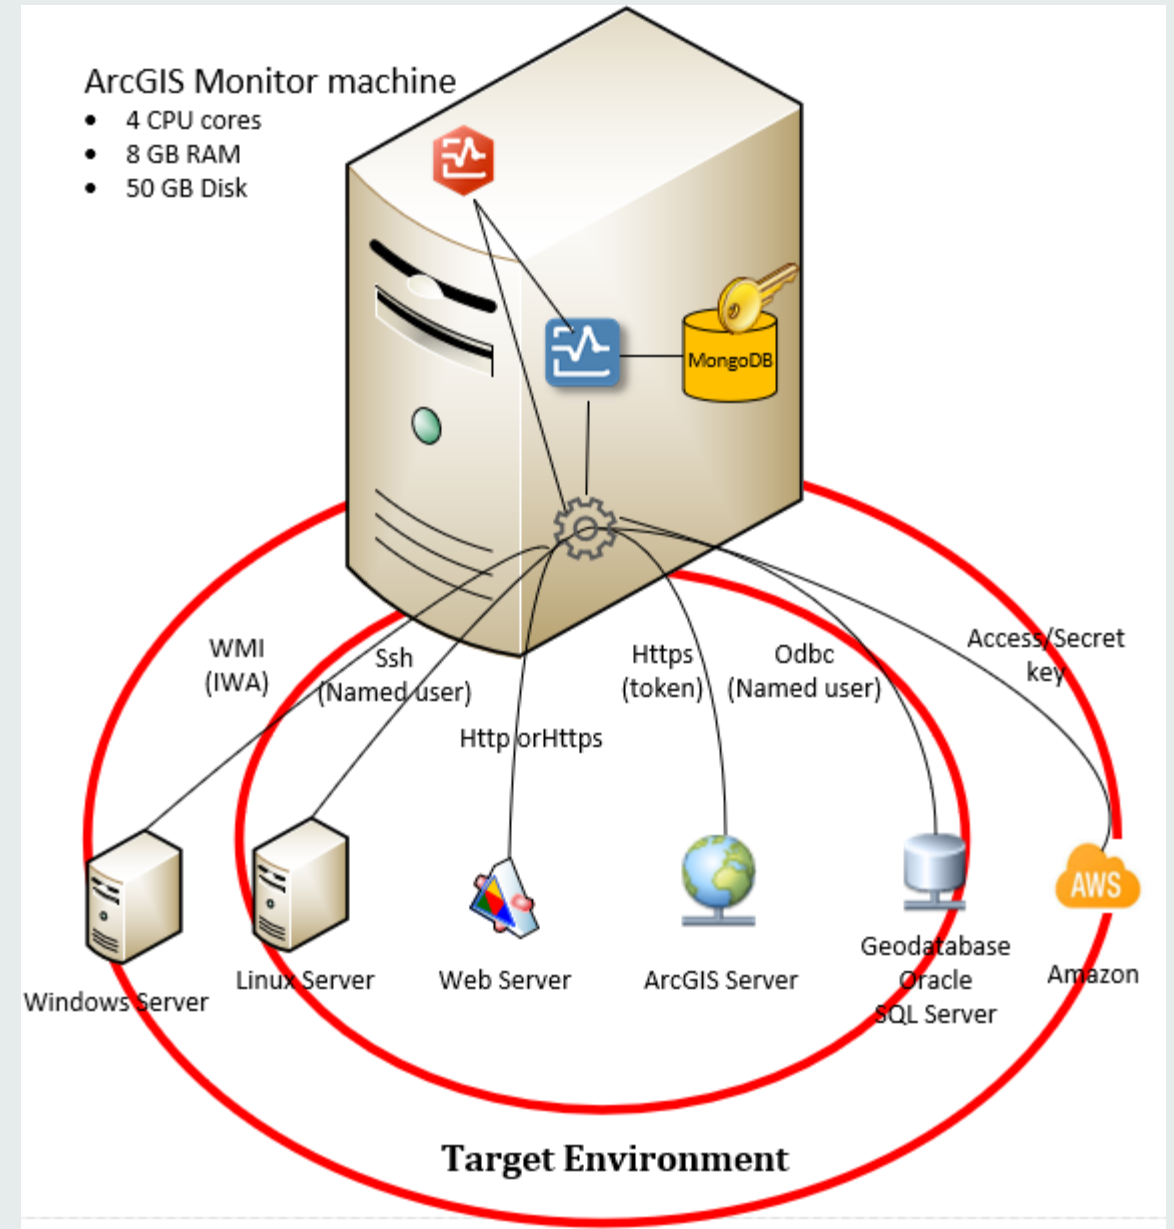 ArcGIS Monitor machine
• 4 CPU cores
• 8 GB RAM
• 50 GB Disk
MongoDB
WMI
(IWA)
Ssh
(Named user)
Http orHttps
Https
(token)
Odbc
(Named user)
Access/Secret
key
AWS
Windows Server
Linux Server
Web Server
ArcGIS Server
Geodatabase
Oracle
SQL Server
Amazon
Target Environment